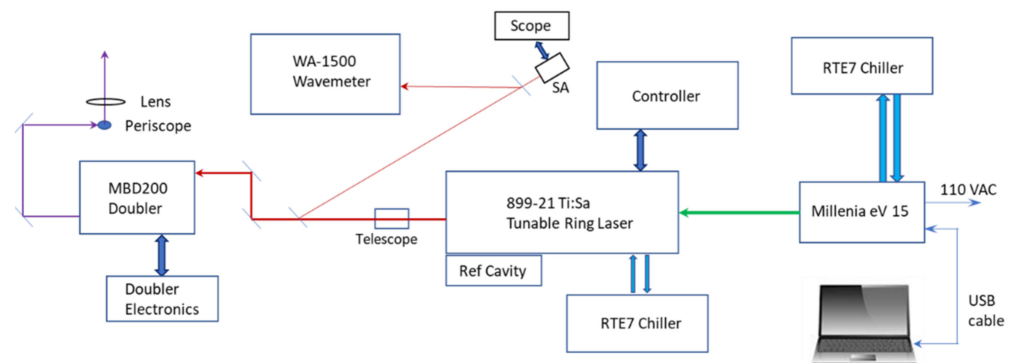 Scope
WA-1500
Wavemeter
SA
RTE7 Chiller
Controller
Lens
Periscope
MBD200
Doubler
899-21 Ti:Sa
Tunable Ring Laser
Millenia eV 15
110 VAC
Telescope
Ref Cavity
Doubler
Electronics
RTE7 Chiller
USB
cable